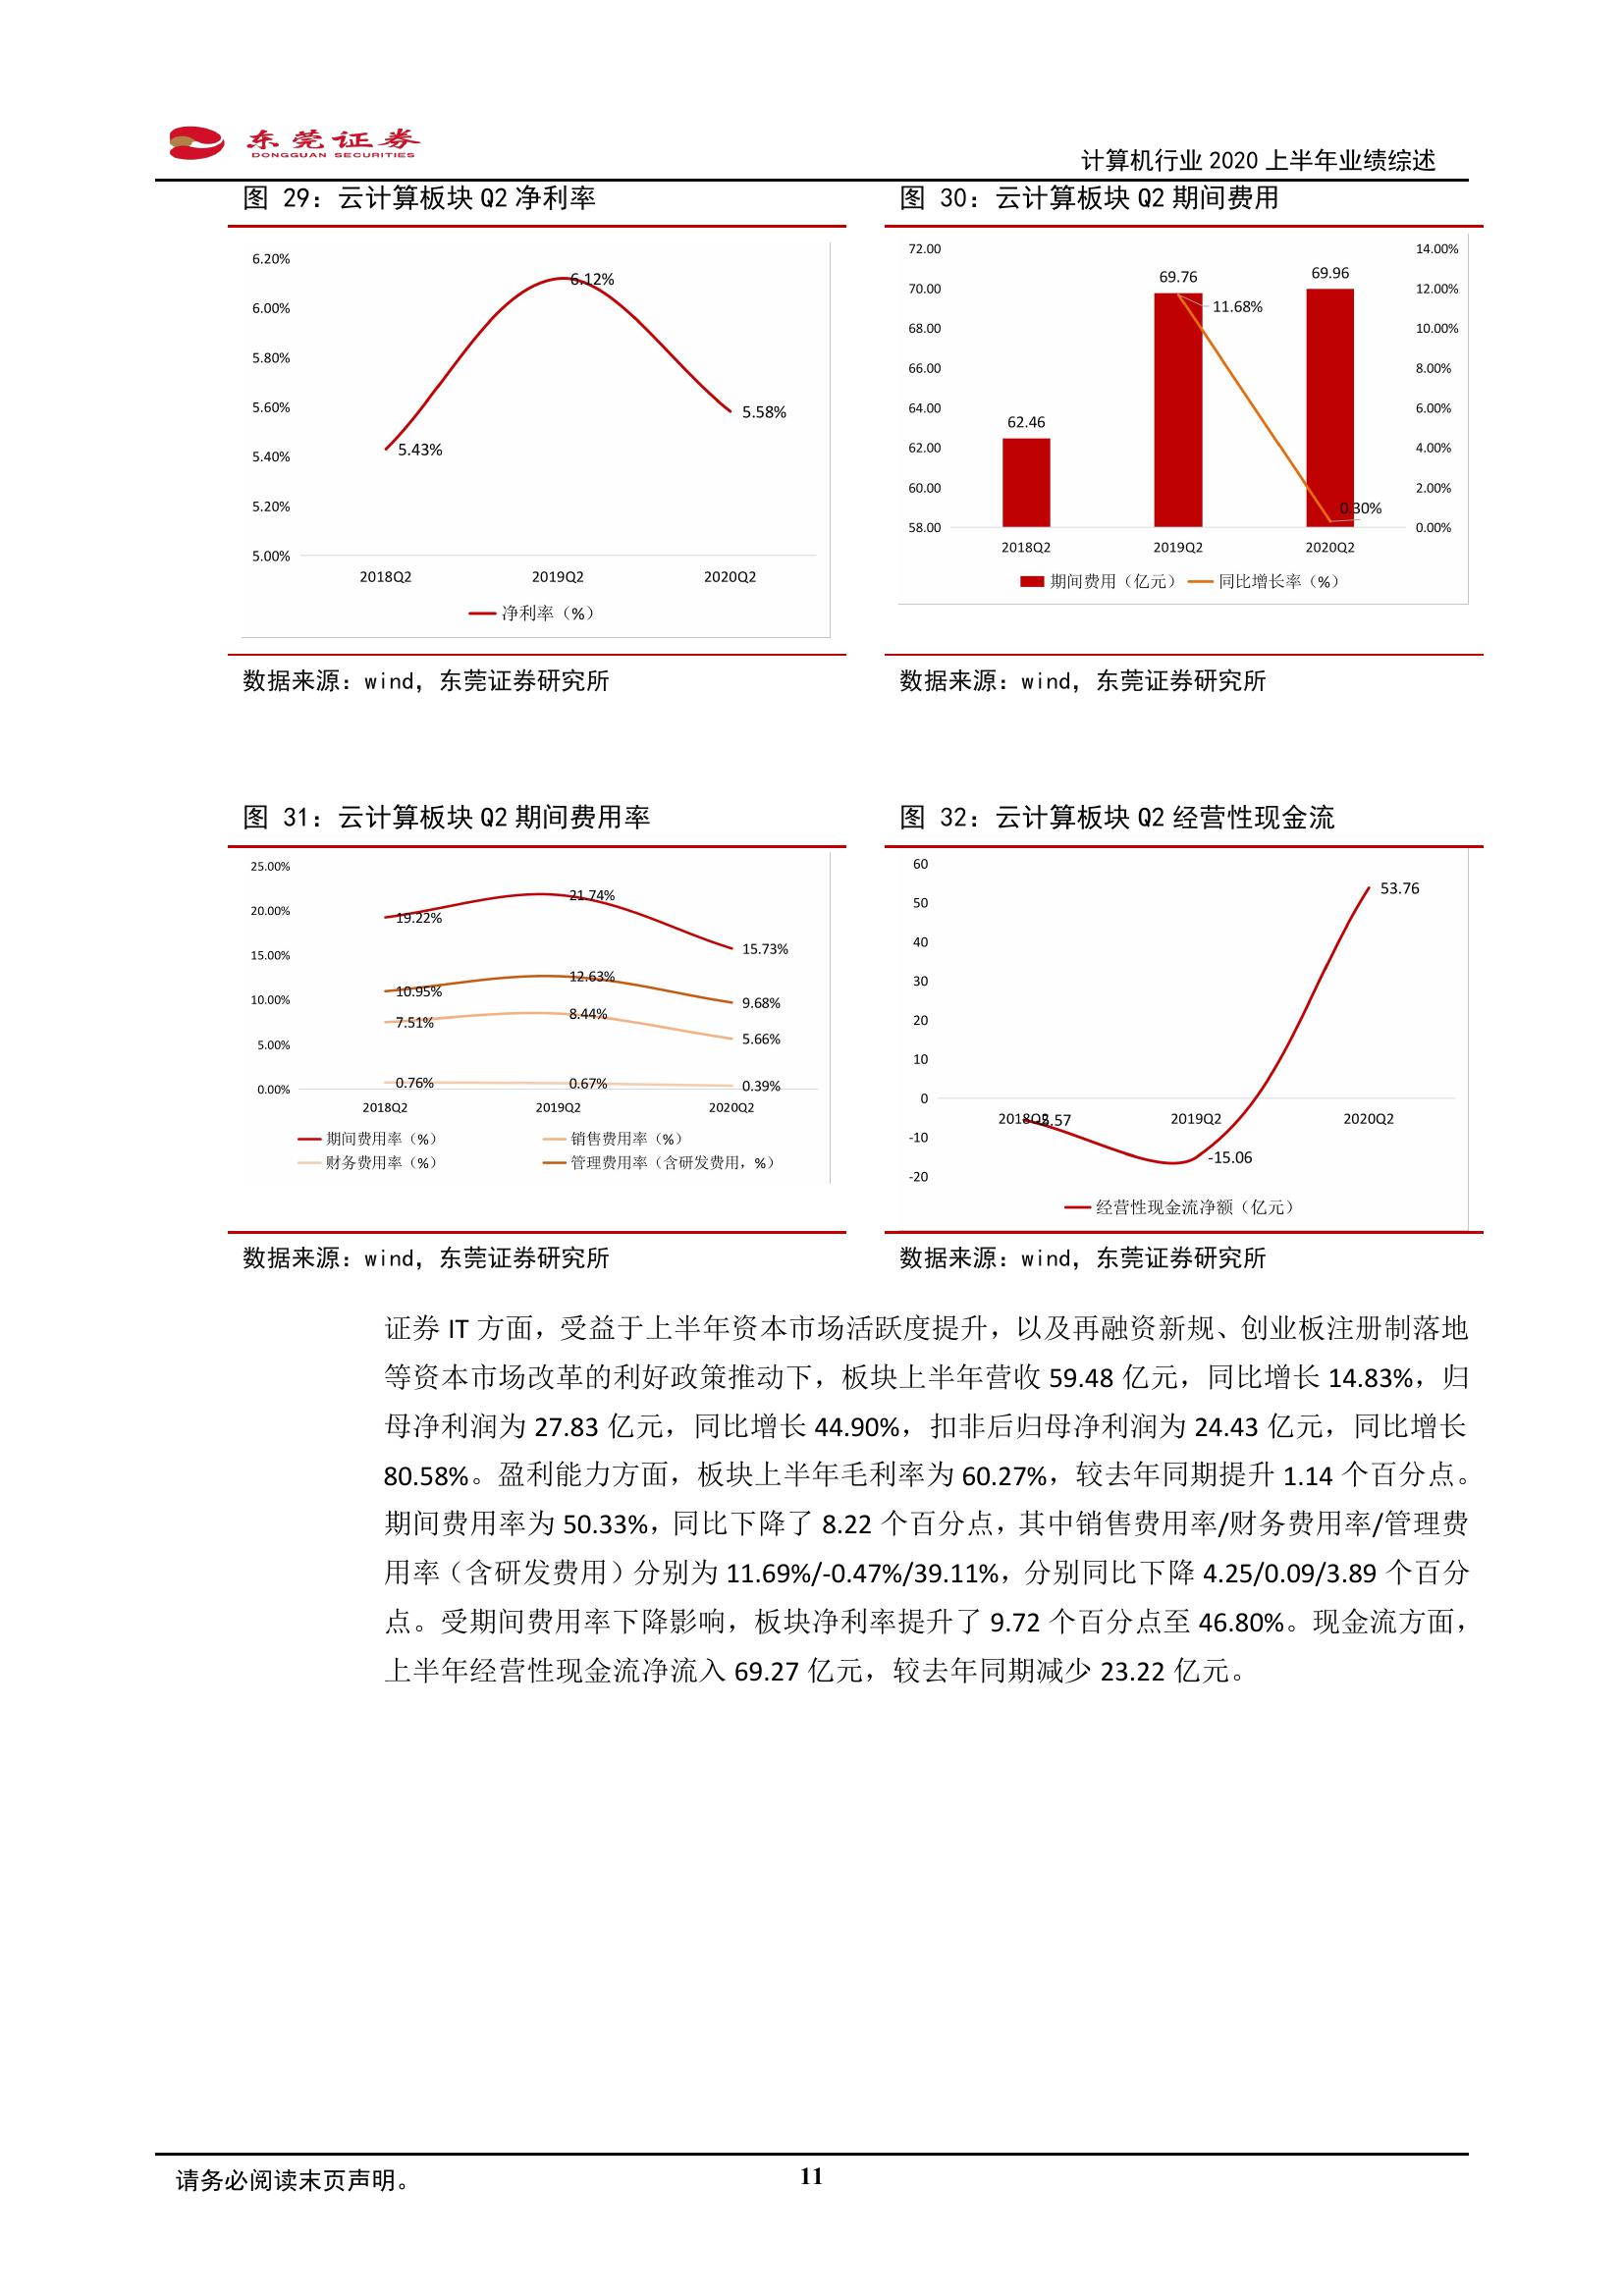 东莞证券
DONGGUAN SECURITIES
计算机行业 2020 上半年业绩综述
图 29：云计算板块 Q2 净利率
6.20%
6.00%
5.80%
5.60%
5.40%
5.20%
5.00%
6.12%
5.43%
5.58%
2018Q2 2019Q2 2020Q2
净利率（%）
数据来源：wind，东莞证券研究所
图 30：云计算板块 Q2 期间费用
72.00
70.00
68.00
66.00
64.00
62.00
60.00
58.00
14.00%
12.00%
10.00%
8.00%
6.00%
4.00%
2.00%
0.00%
62.46
69.76
69.96
11.68%
0.30%
2018Q2 2019Q2 2020Q2
期间费用（亿元） 同比增长率（%）
数据来源：wind，东莞证券研究所
图 31：云计算板块 Q2 期间费用率
25.00%
20.00%
15.00%
10.00%
5.00%
0.00%
19.22% 21.74% 15.73%
10.95% 12.63% 9.68%
7.51% 8.44% 5.66%
0.76% 0.67% 0.39%
2018Q2 2019Q2 2020Q2
期间费用率（%） 销售费用率（%）
财务费用率（%） 管理费用率（含研发费用，%）
数据来源：wind，东莞证券研究所
图 32：云计算板块 Q2 经营性现金流
60
50
40
30
20
10
0
-10
-20
53.76
-15.06
2018Q2 2019Q2 2020Q2
经营性现金流净额（亿元）
数据来源：wind，东莞证券研究所
证券 IT 方面，受益于上半年资本市场活跃度提升，以及再融资新规、创业板注册制落地
等资本市场改革的利好政策推动下，板块上半年营收 59.48 亿元，同比增长 14.83%，归
母净利润为 27.83 亿元，同比增长 44.90%，扣非后归母净利润为 24.43 亿元，同比增长
80.58%。盈利能力方面，板块上半年毛利率为 60.27%，较去年同期提升 1.14 个百分点。
期间费用率为 50.33%，同比下降了 8.22 个百分点，其中销售费用率/财务费用率/管理费
用率（含研发费用）分别为 11.69%/-0.47%/39.11%，分别同比下降 4.25/0.09/3.89 个百分
点。受期间费用率下降影响，板块净利率提升了 9.72 个百分点至 46.80%。现金流方面，
上半年经营性现金流净流入 69.27 亿元，较去年同期减少 23.22 亿元。
请务必阅读末页声明。
11